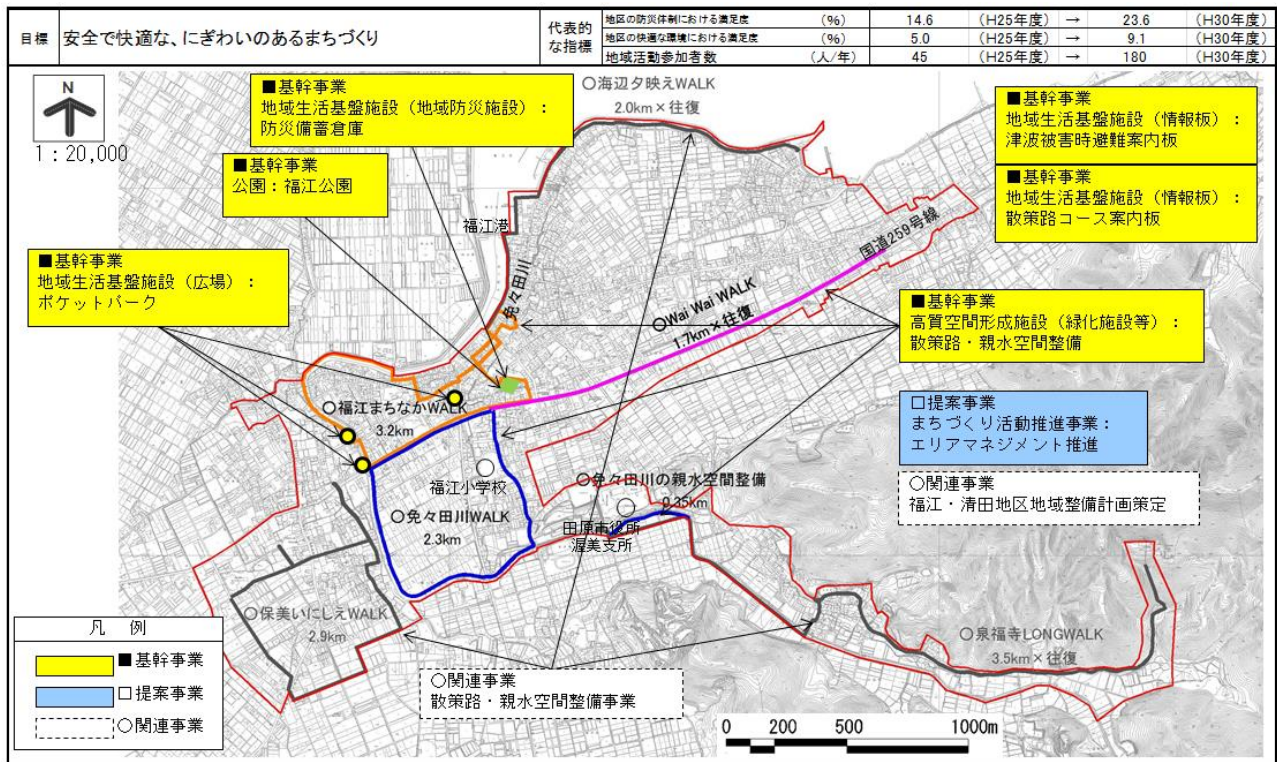 目標
安全で快適な、にぎわいのあるまちづくり
代表的
な指標
地区の防災体制における満足度 (%) 14.6 (H25年度) → 23.6 (H30年度)
地区の快適な環境における満足度 (%) 5.0 (H25年度) → 9.1 (H30年度)
地域活動参加者数 (人/年) 45 (H25年度) → 180 (H30年度)
N
1：20,000
■基幹事業
地域生活基盤施設（地域防災施設）：
防災備蓄倉庫
○海辺夕映えWALK
2.0km×往復
■基幹事業
地域生活基盤施設（情報板）：
津波被害時避難案内板
■基幹事業
公園：福江公園
■基幹事業
地域生活基盤施設（情報板）：
散策路コース案内板
福江港
国道259号線
■基幹事業
地域生活基盤施設（広場）：
ポケットパーク
免々田川
○Wai Wai WALK
1.7km×往復
■基幹事業
高質空間形成施設（緑化施設等）：
散策路・親水空間整備
○福江まちなかWALK
3.2km
□提案事業
まちづくり活動推進事業：
エリアマネジメント推進
福江小学校
○免々田川の親水空間整備
0.35km
○関連事業
福江・清田地区地域整備計画策定
○免々田川WALK
2.3km
田原市役所
渥美支所
○保美いにしえWALK
2.9km
○泉福寺LONGWALK
3.5km×往復
凡 例
■基幹事業
□提案事業
○関連事業
○関連事業
散策路・親水空間整備事業
0 200 500 1000m